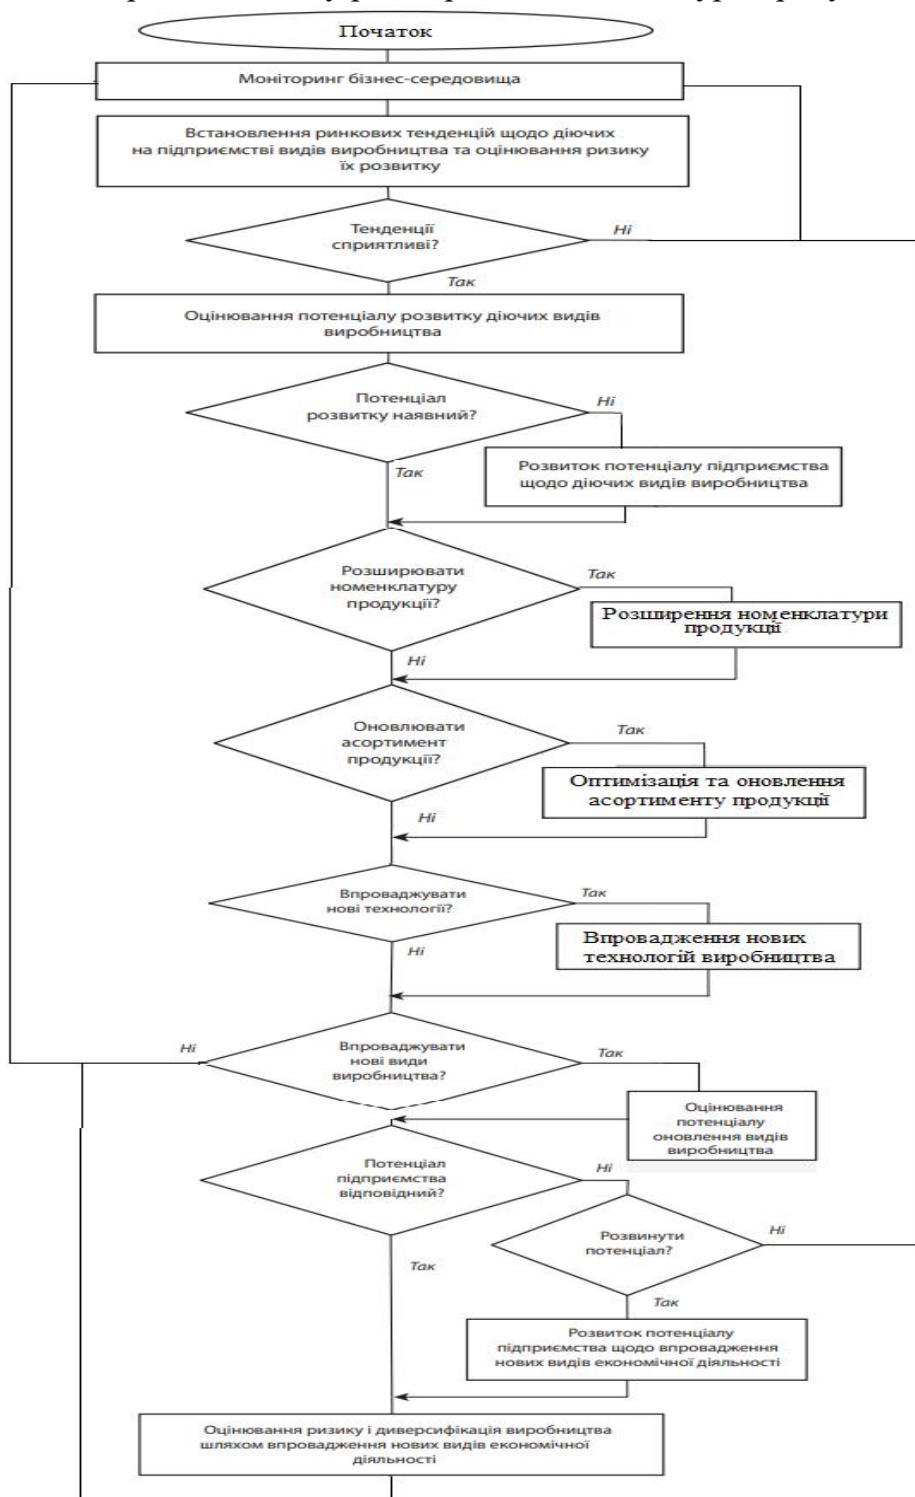 Початок
Моніторинг бізнес-середовища
Встановлення ринкових тенденцій щодо діючих
на підприємстві видів виробництва та оцінювання ризику
їх розвитку
Тенденції
сприятливі?
Ні
Так
Оцінювання потенціалу розвитку діючих видів
виробництва
Потенціал
розвитку наявний?
Ні
Так
Розвиток потенціалу підприємства
щодо діючих видів виробництва
Розширювати
номенклатуру
продукції?
Так
Розширення номенклатури
продукції
Ні
Оновлювати
асортимент
продукції?
Так
Оптимізація та оновлення
асортименту продукції
Ні
Впроваджувати
нові технології?
Так
Впровадження нових
технологій виробництва
Ні
Ні
Впроваджувати
нові види
виробництва?
Так
Оцінювання
потенціалу
оновлення видів
виробництва
Потенціал
підприємства
відповідний?
Ні
Розвинути
потенціал?
Ні
Так
Так
Розвиток потенціалу
підприємства щодо впровадження
нових видів економічної діяльності
Оцінювання ризику і диверсифікація виробництва
шляхом впровадження нових видів економічної
діяльності